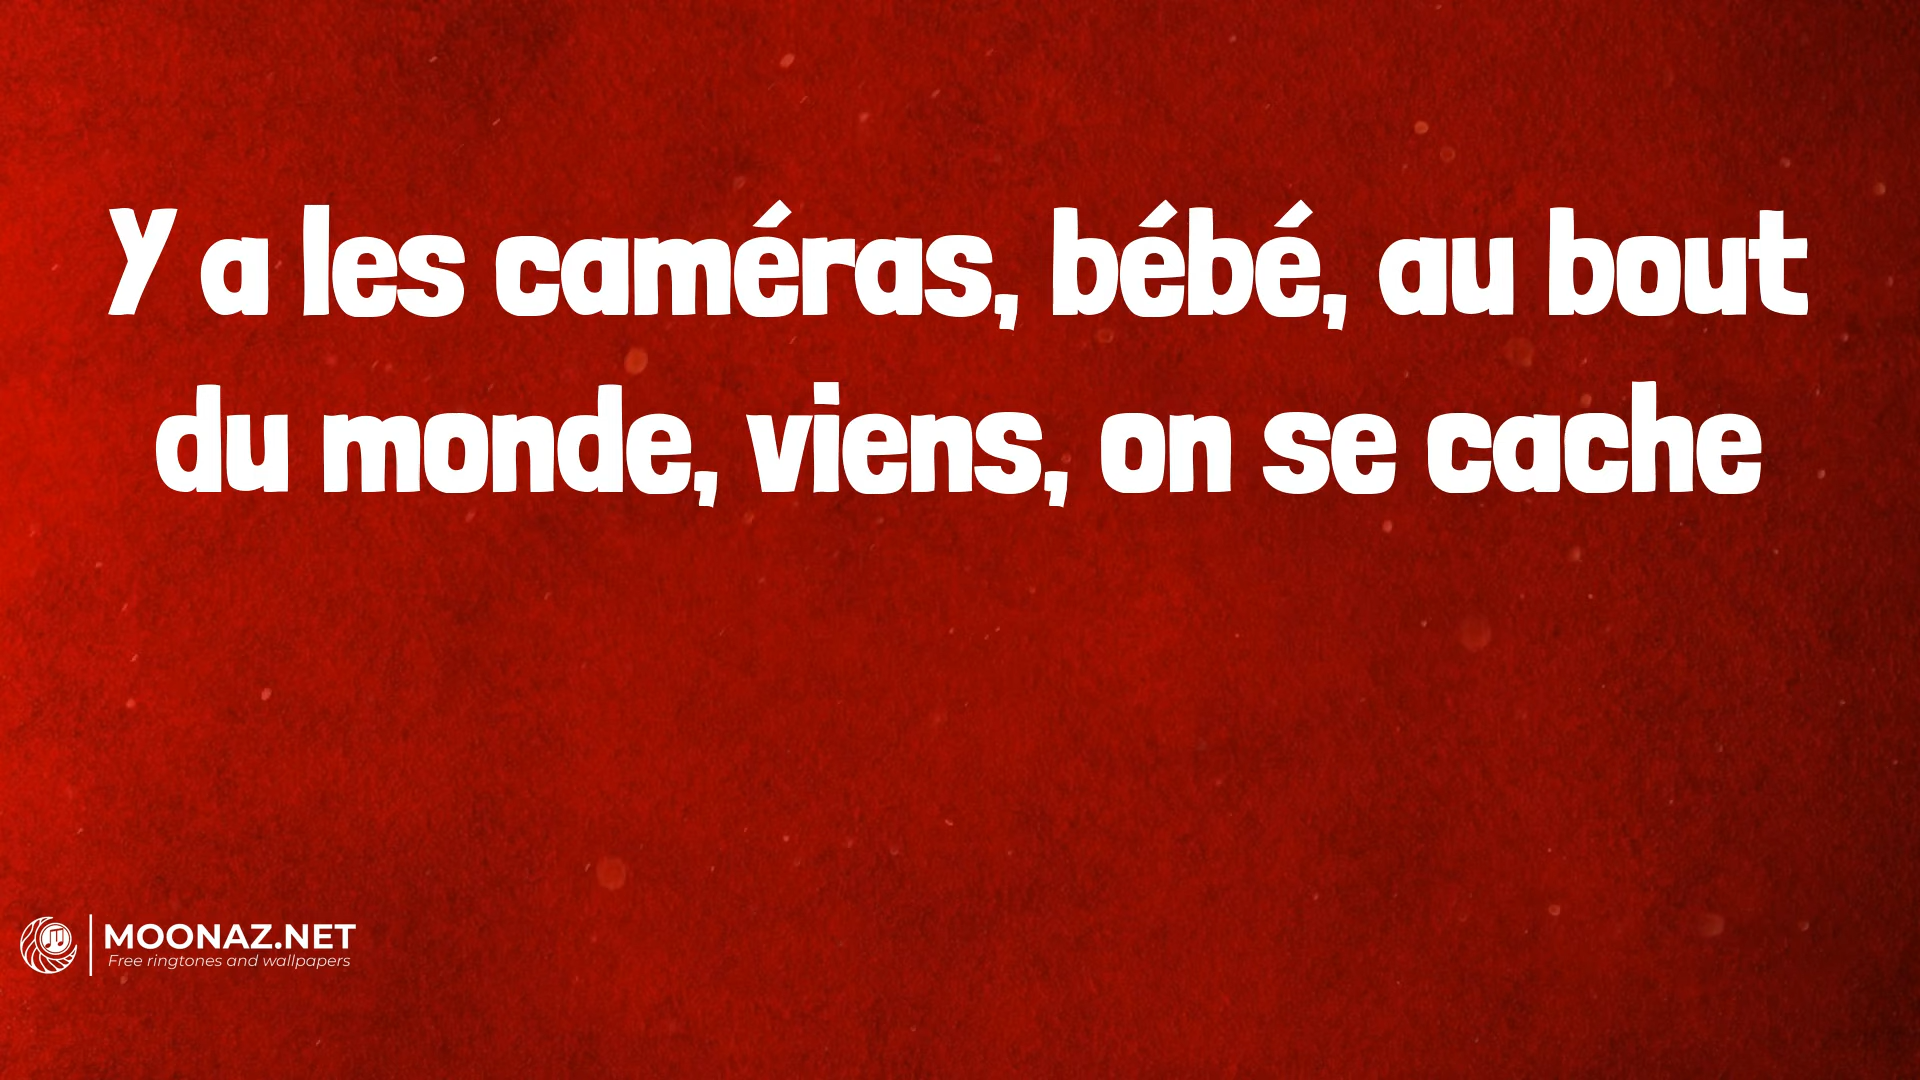 Y a les caméras, bébé, au bout
du monde, viens, on se cache
MOONAZ.NET
Free ringtones and wallpapers